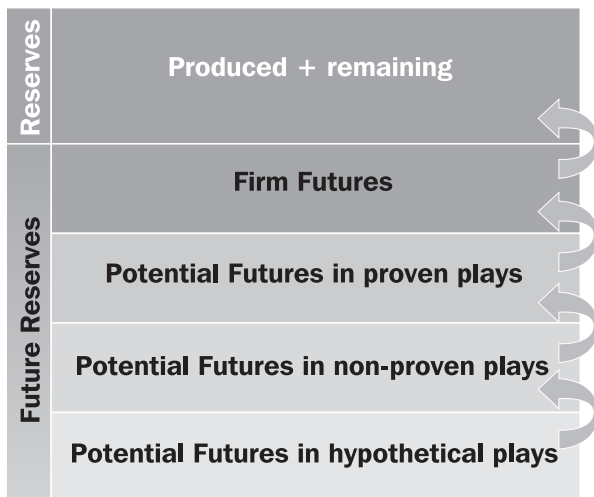 Reserves
Produced + remaining
Future Reserves
Firm Futures
Potential Futures in proven plays
Potential Futures in non-proven plays
Potential Futures in hypothetical plays